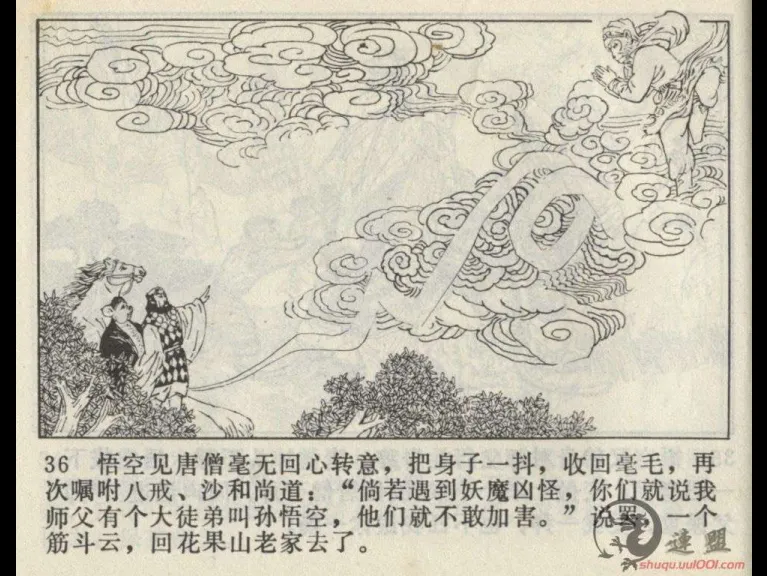 36 悟空见唐僧毫无回心转意，把身子一抖，收回毫毛，再
次嘱咐八戒、沙和尚道：“倘若遇到妖魔凶怪，你们就说我
师父有个大徒弟叫孙悟空，他们就不敢加害。”说罢，一个
筋斗云，回花果山老家去了。
連盟
shuqu.uul001.com